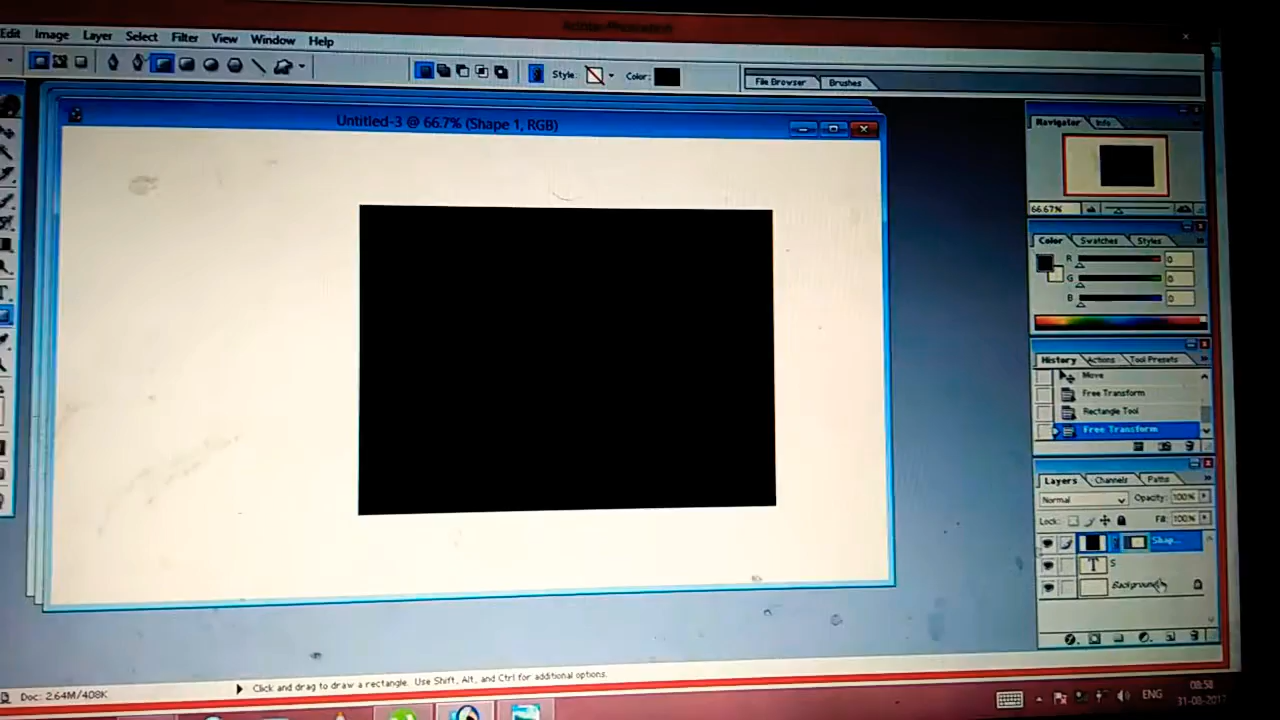 Adobe Photoshop
Edit Image Layer Select Filter View Window Help
Style: Color: File Browser Brushes
Untitled-3 @ 66.7% (Shape 1, RGB)
Navigator Info
66.67%
Color Swatches Styles
R 0
G 0
B 0
History Actions Tool Presets
Move
Free Transform
Rectangle Tool
Free Transform
Layers Channels Paths
Normal Opacity: 100%
Lock: Fill: 100%
Shap...
T S
Background
Doc: 2.64M/408K Click and drag to draw a rectangle. Use Shift, Alt, and Ctrl for additional options.
ENG 08:58